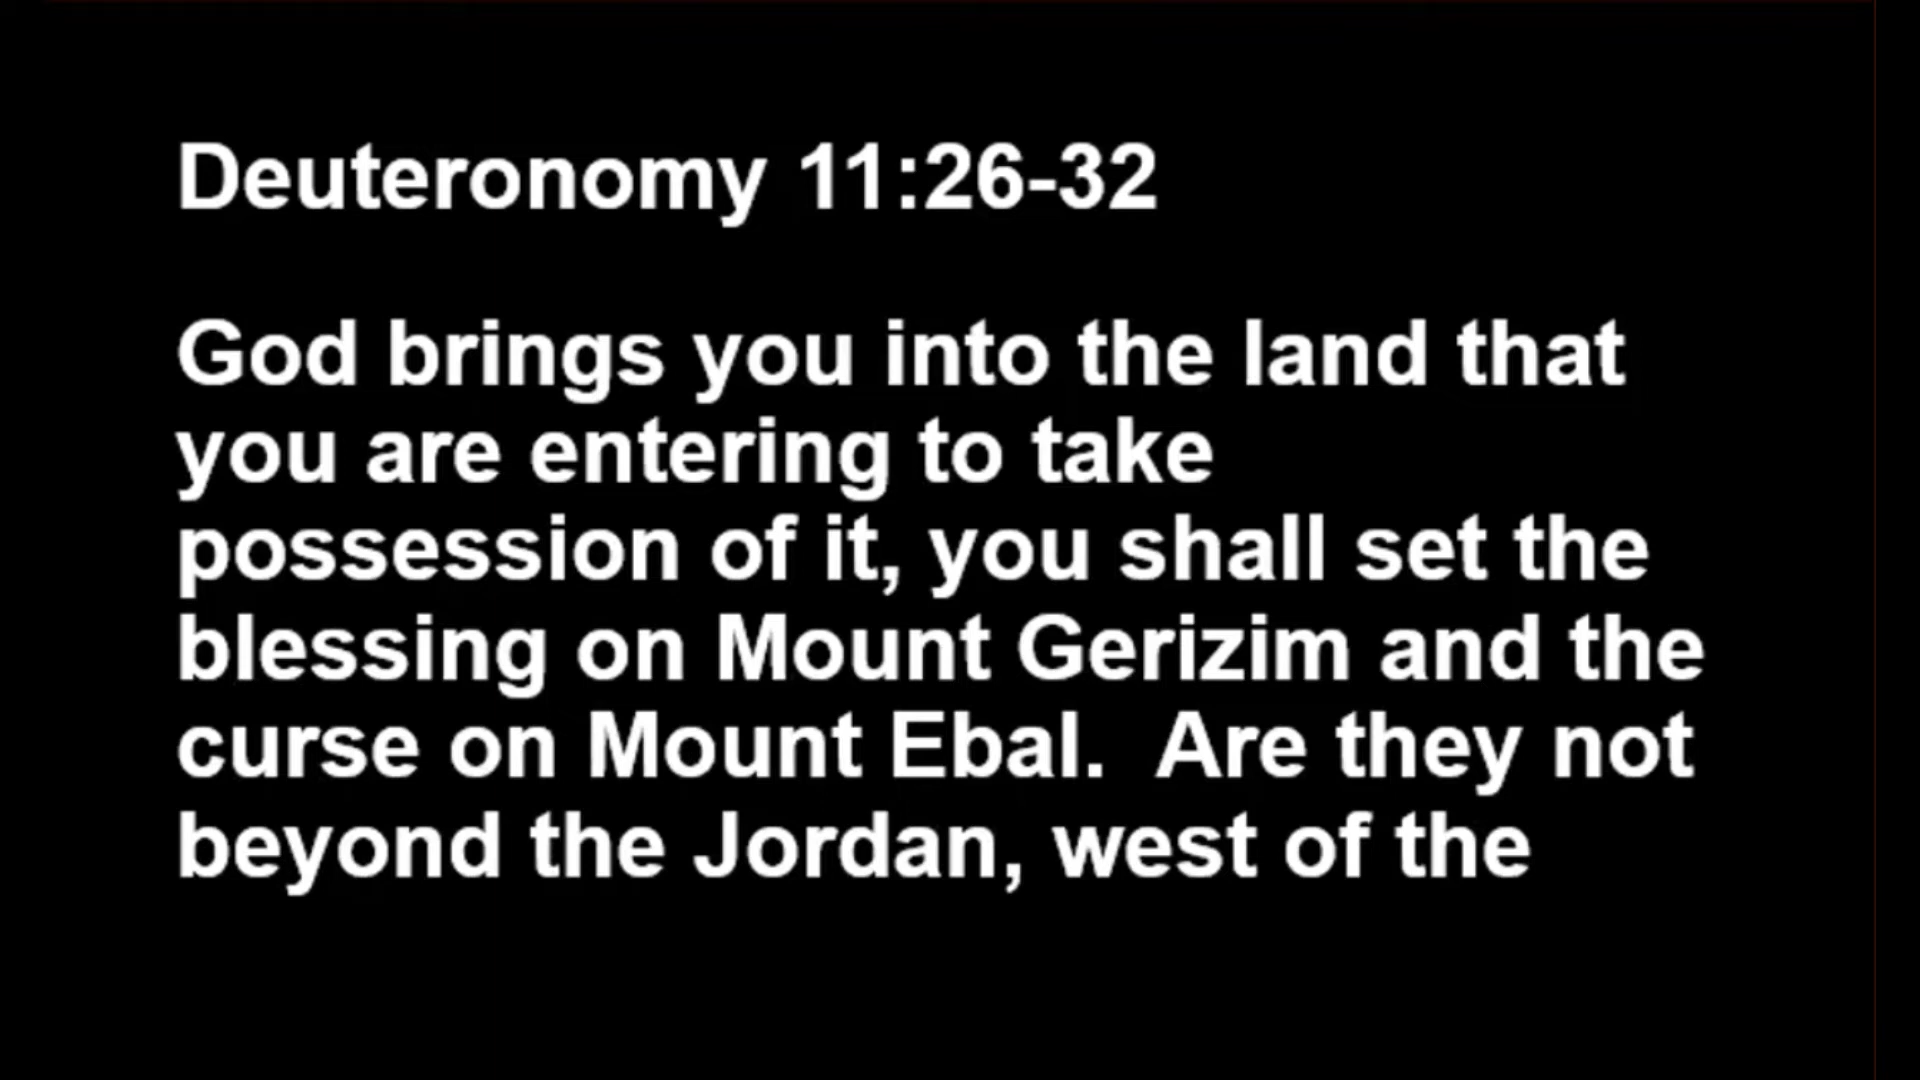 Deuteronomy 11:26-32
God brings you into the land that
you are entering to take
possession of it, you shall set the
blessing on Mount Gerizim and the
curse on Mount Ebal.  Are they not
beyond the Jordan, west of the